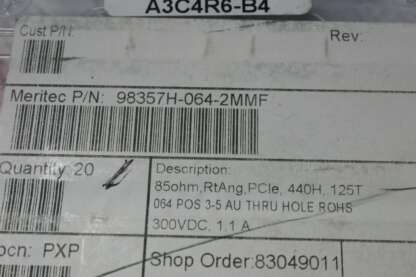 A3C4R6-B4
Cust P/N:
Rev:
Meritec P/N: 98357H-064-2MMF
Quantity: 20
Description:
85ohm,RtAng,PCIe, 440H, 125T
064 POS 3-5 AU THRU HOLE ROHS
300VDC, 1.1 A
ocn: PXP
Shop Order:83049011